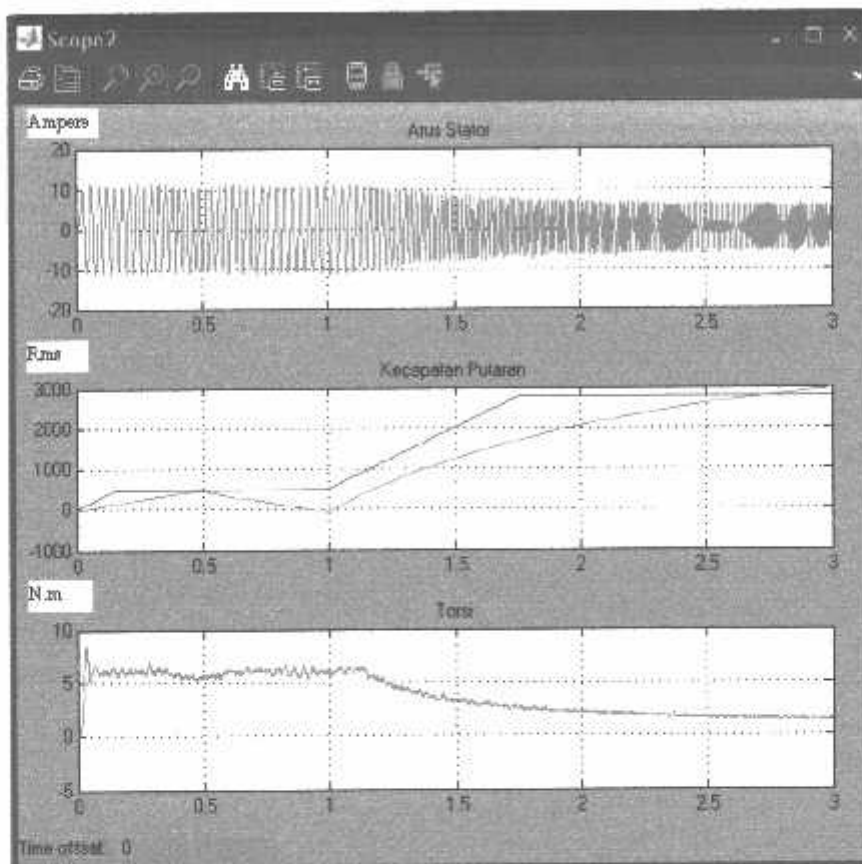 Scope2
Ampere
Arus Stator
20
10
0
-10
-20
0 0.5 1 1.5 2 2.5 3
Rms
Kecepatan Putaran
3000
2000
1000
0
-1000
0 0.5 1 1.5 2 2.5 3
N.m
Torsi
10
5
0
-5
0 0.5 1 1.5 2 2.5 3
Time offset: 0